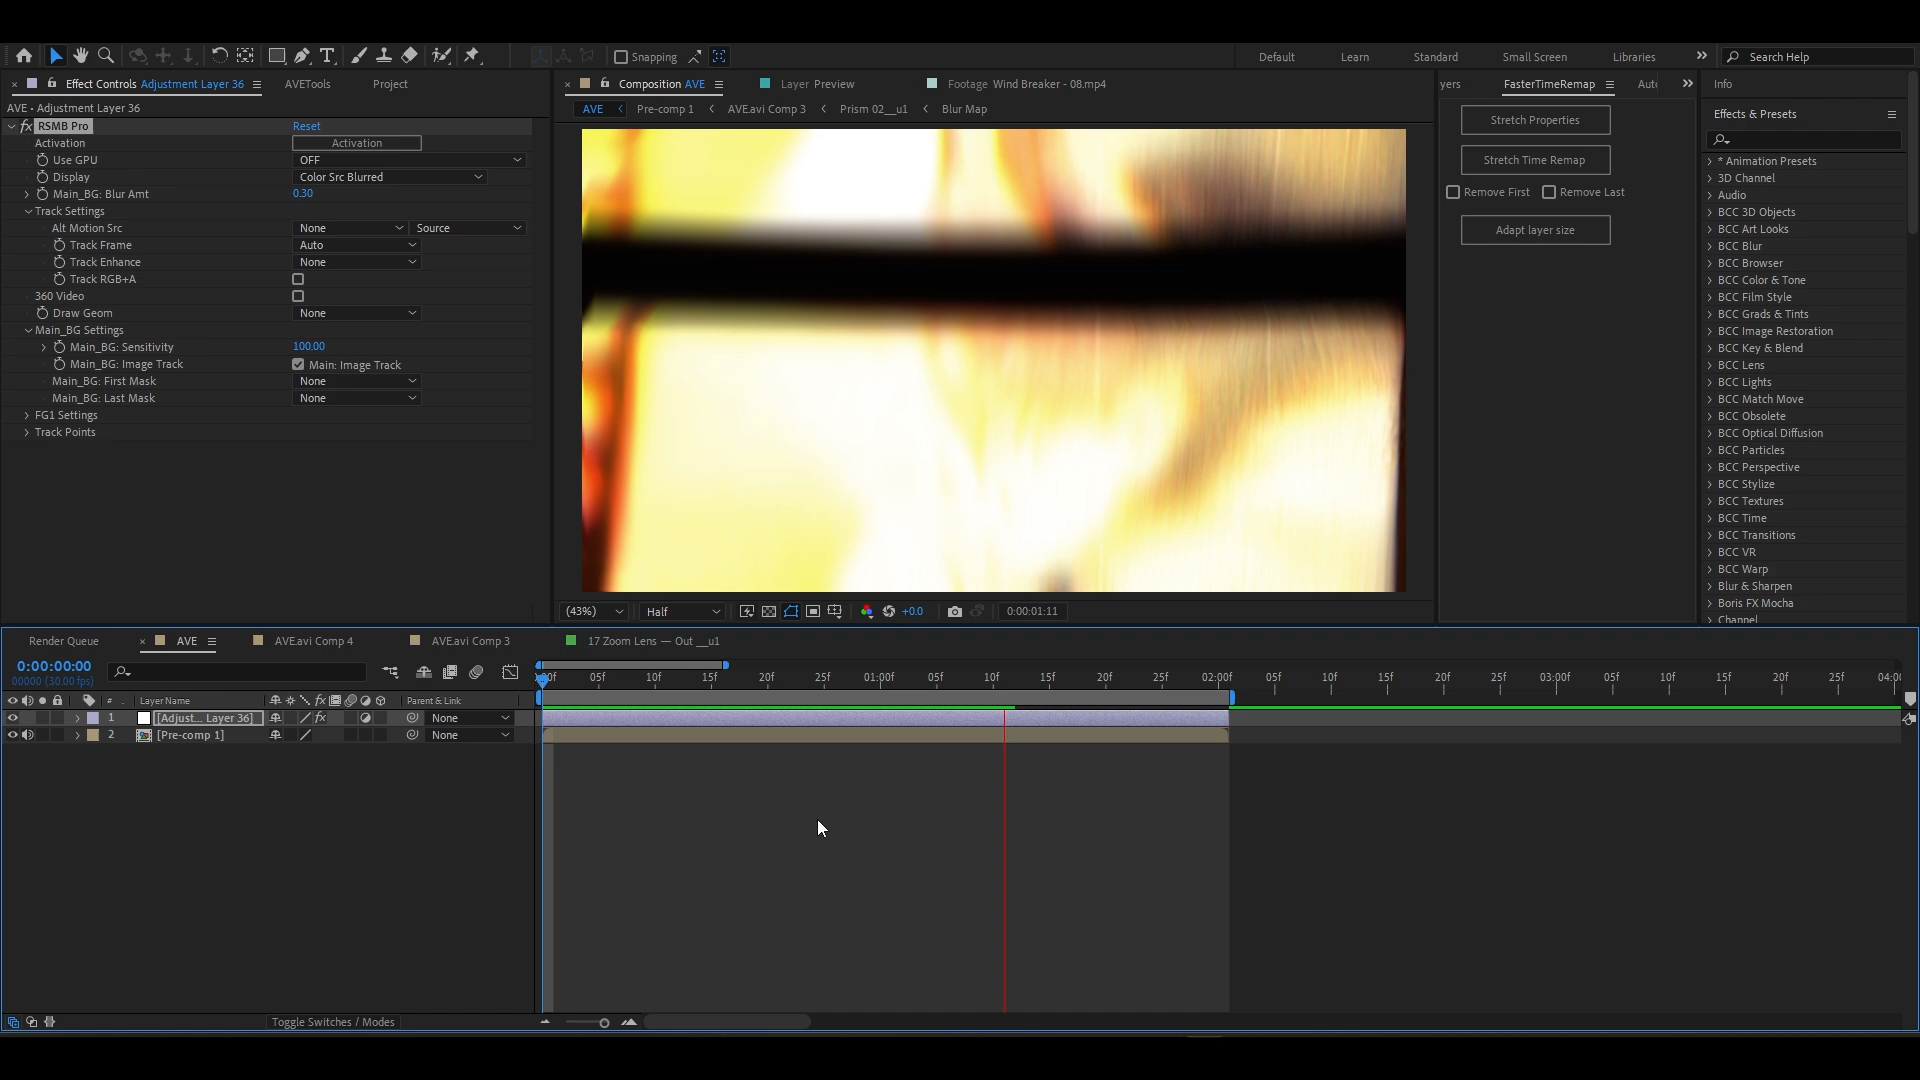 Snapping
Default
Learn
Standard
Small Screen
Libraries
Search Help
Effect Controls Adjustment Layer 36
AVETools
Project
Composition AVE
Layer Preview
Footage Wind Breaker - 08.mp4
yers
FasterTimeRemap
Auto
Info
AVE • Adjustment Layer 36
AVE
Pre-comp 1
AVE.avi Comp 3
Prism 02__u1
Blur Map
Effects & Presets
fx RSMB Pro
Reset
Activation
Activation
Use GPU
OFF
Display
Color Src Blurred
Main_BG: Blur Amt
0.30
Track Settings
Alt Motion Src
None
Source
Track Frame
Auto
Track Enhance
None
Track RGB+A
360 Video
Draw Geom
None
Main_BG Settings
Main_BG: Sensitivity
100.00
Main_BG: Image Track
Main: Image Track
Main_BG: First Mask
None
Main_BG: Last Mask
None
FG1 Settings
Track Points
Stretch Properties
Stretch Time Remap
Remove First
Remove Last
Adapt layer size
* Animation Presets
3D Channel
Audio
BCC 3D Objects
BCC Art Looks
BCC Blur
BCC Browser
BCC Color & Tone
BCC Film Style
BCC Grads & Tints
BCC Image Restoration
BCC Key & Blend
BCC Lens
BCC Lights
BCC Match Move
BCC Obsolete
BCC Optical Diffusion
BCC Particles
BCC Perspective
BCC Stylize
BCC Textures
BCC Time
BCC Transitions
BCC VR
BCC Warp
Blur & Sharpen
Boris FX Mocha
Channel
(43%)
Half
+0.0
0:00:01:11
Render Queue
AVE
AVE.avi Comp 4
AVE.avi Comp 3
17 Zoom Lens — Out __u1
0:00:00:00
00000 (30.00 fps)
:00f 05f 10f 15f 20f 25f 01:00f 05f 10f 15f 20f 25f 02:00f 05f 10f 15f 20f 25f 03:00f 05f 10f 15f 20f 25f 04:0
# . Layer Name
fx
Parent & Link
1 [Adjust... Layer 36] fx None
2 [Pre-comp 1] None
Toggle Switches / Modes